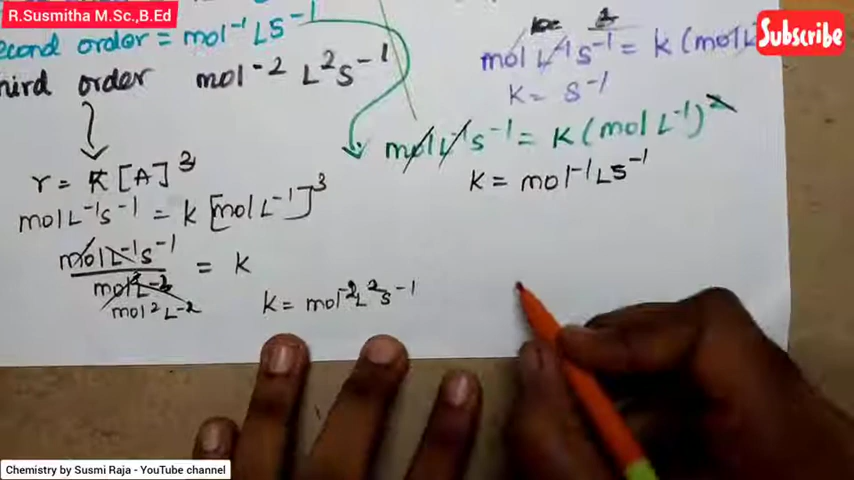 R.Susmitha M.Sc.,B.Ed
Subscribe
second order = mol⁻¹ L S⁻¹
Third order mol⁻² L² S⁻¹
r = K [A]³
mol L⁻¹ s⁻¹ = k [mol L⁻¹]³
mol L⁻¹ s⁻¹ = k
mol³ L⁻³
mol² L⁻²
k = mol⁻² L² s⁻¹
mol L⁻¹ s⁻¹ = k (mol L
k = s⁻¹
mol L⁻¹ s⁻¹ = k (mol L⁻¹)²
k = mol⁻¹ L s⁻¹
Chemistry by Susmi Raja - YouTube channel